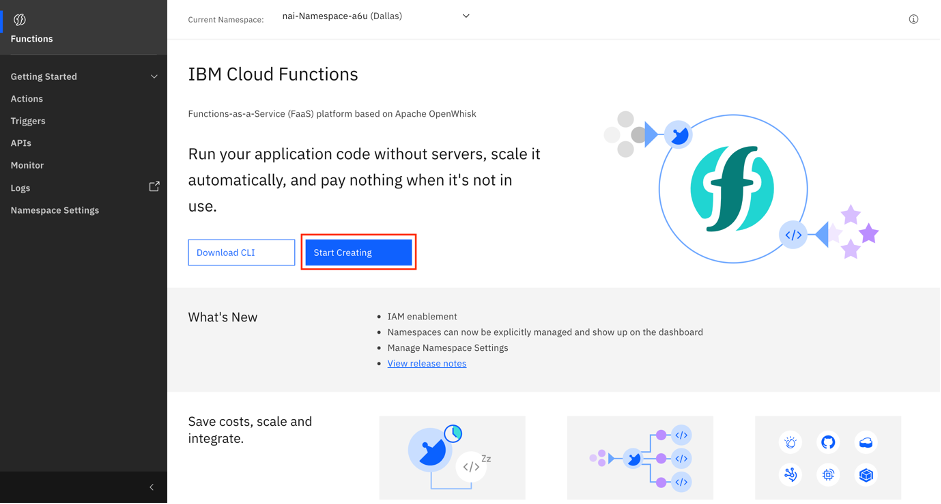 Functions
Getting Started
Actions
Triggers
APIs
Monitor
Logs
Namespace Settings
Current Namespace: nai-Namespace-a6u (Dallas)
IBM Cloud Functions
Functions-as-a-Service (FaaS) platform based on Apache OpenWhisk
Run your application code without servers, scale it
automatically, and pay nothing when it's not in
use.
Download CLI
Start Creating
What's New
IAM enablement
Namespaces can now be explicitly managed and show up on the dashboard
Manage Namespace Settings
View release notes
Save costs, scale and
integrate.
Zz